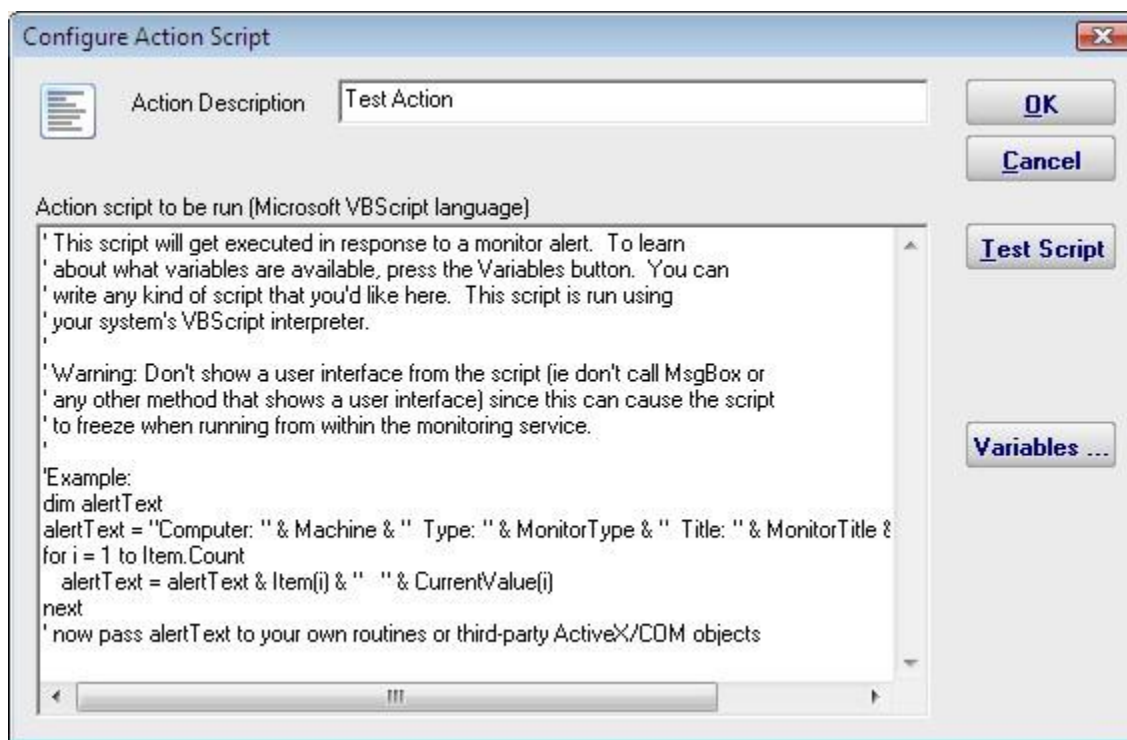 Configure Action Script
Action Description
Test Action
OK
Cancel
Action script to be run (Microsoft VBScript language)
' This script will get executed in response to a monitor alert.  To learn
' about what variables are available, press the Variables button.  You can
' write any kind of script that you'd like here.  This script is run using
' your system's VBScript interpreter.
'
' Warning: Don't show a user interface from the script (ie don't call MsgBox or
' any other method that shows a user interface) since this can cause the script
' to freeze when running from within the monitoring service.
'
'Example:
dim alertText
alertText = "Computer: " & Machine & "  Type: " & MonitorType & "  Title: " & MonitorTitle &
for i = 1 to Item.Count
   alertText = alertText & Item(i) & "   " & CurrentValue(i)
next
' now pass alertText to your own routines or third-party ActiveX/COM objects
Test Script
Variables ...